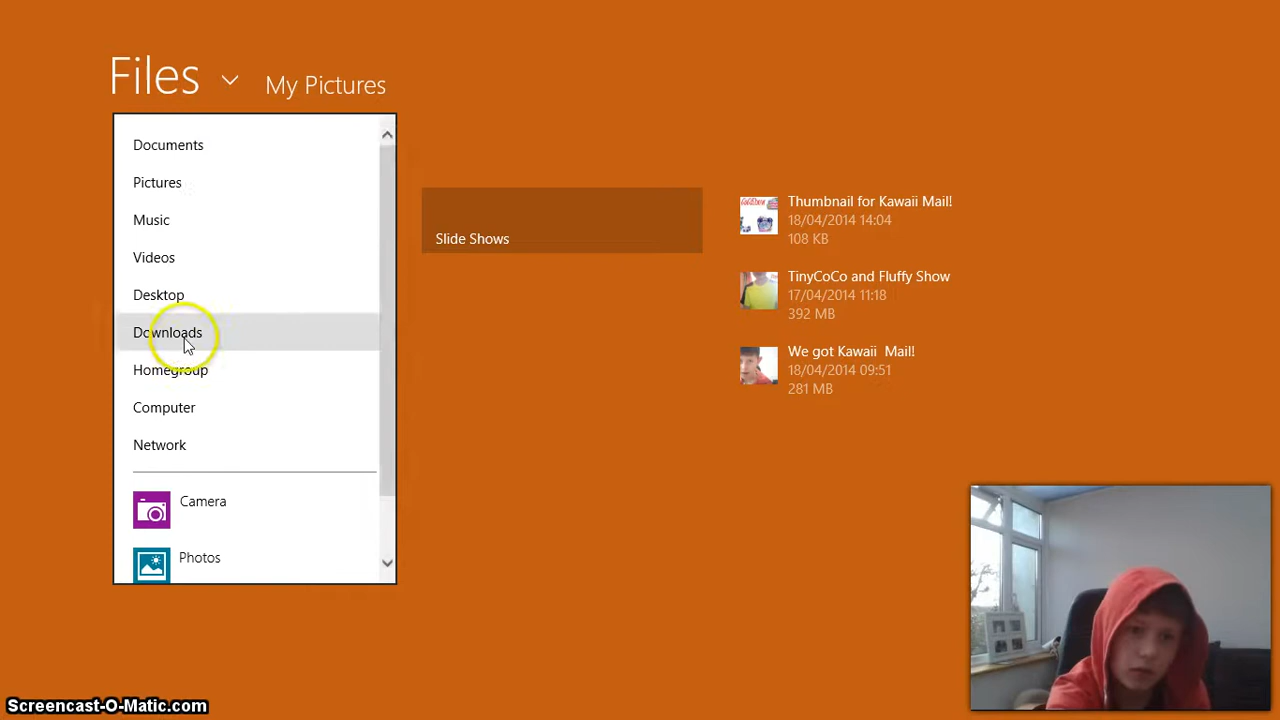 Files
My Pictures
Documents
Pictures
Music
Videos
Desktop
Downloads
Homegroup
Computer
Network
Camera
Photos
Slide Shows
Thumbnail for Kawaii Mail!
18/04/2014 14:04
108 KB
TinyCoCo and Fluffy Show
17/04/2014 11:18
392 MB
We got Kawaii  Mail!
18/04/2014 09:51
281 MB
Screencast-O-Matic.com